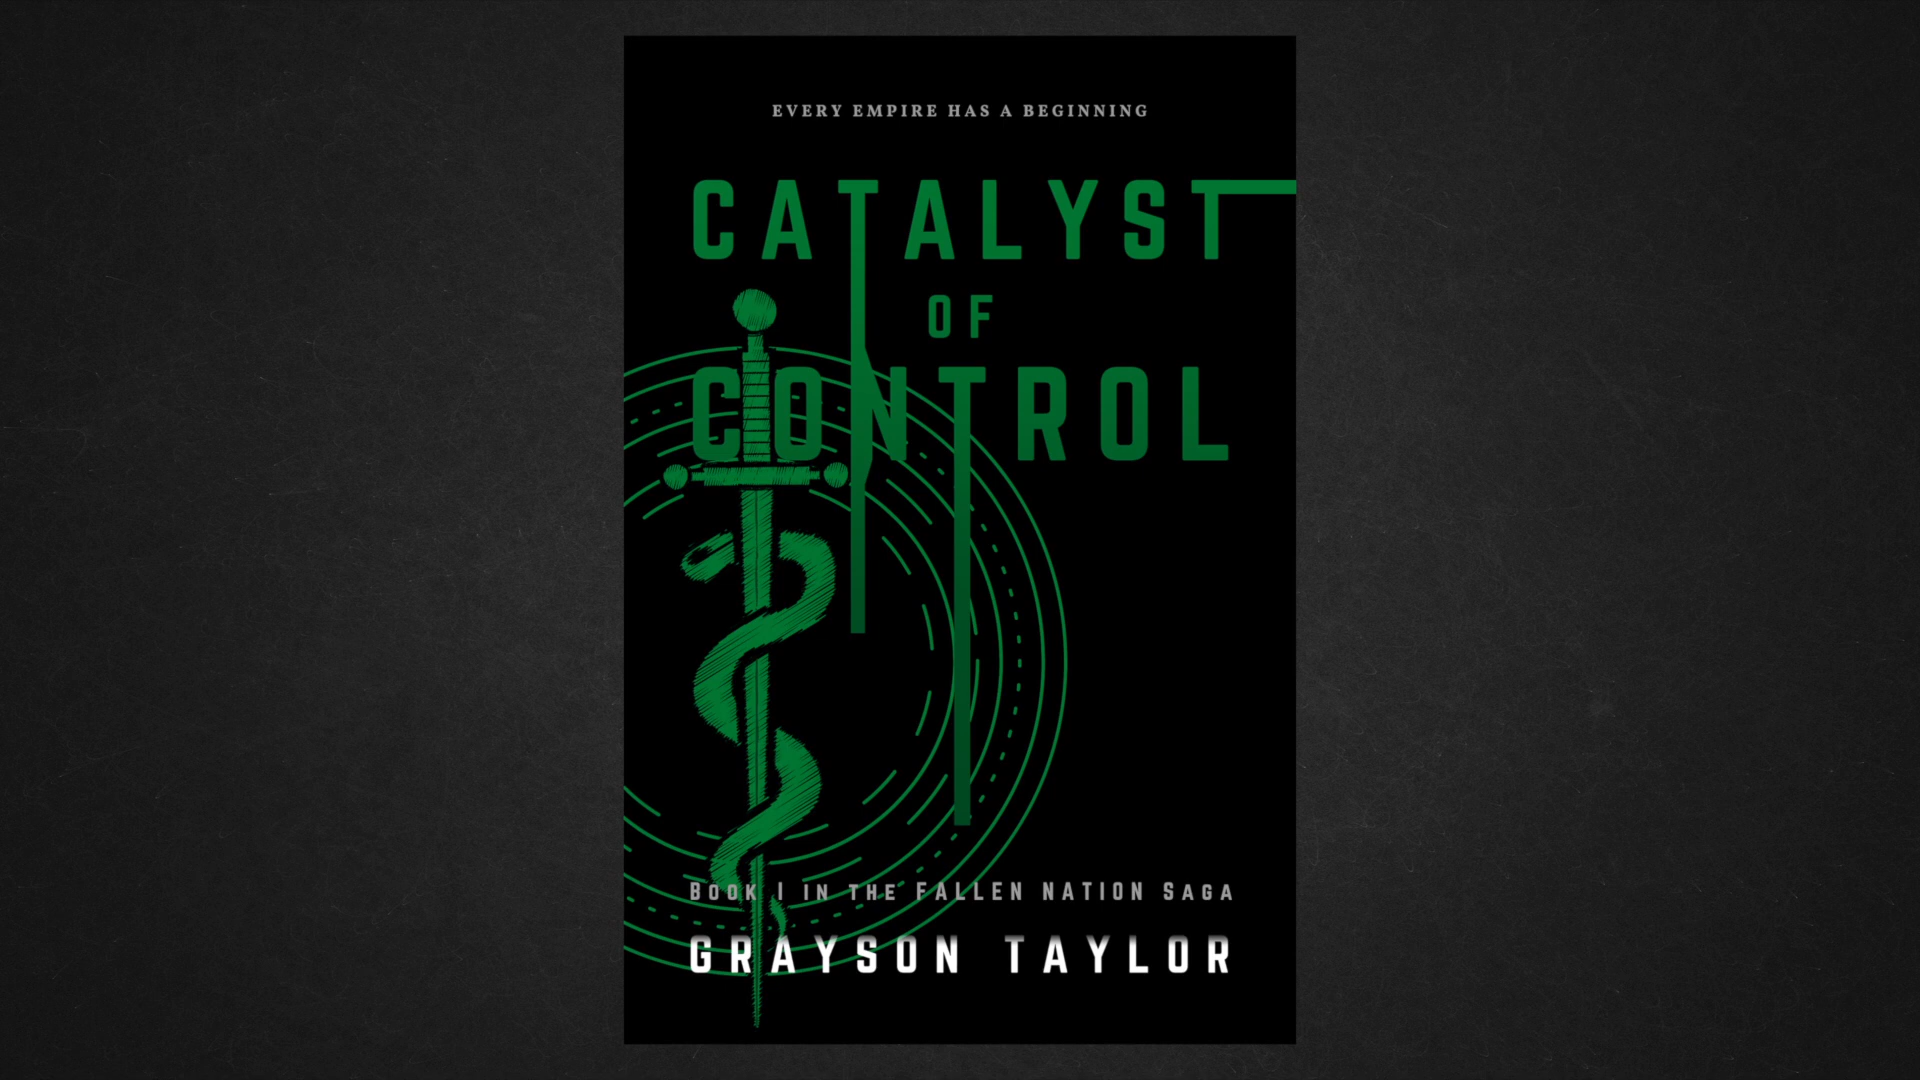 EVERY EMPIRE HAS A BEGINNING
CATALYST
OF
CONTROL
BOOK I IN THE FALLEN NATION SAGA
GRAYSON TAYLOR